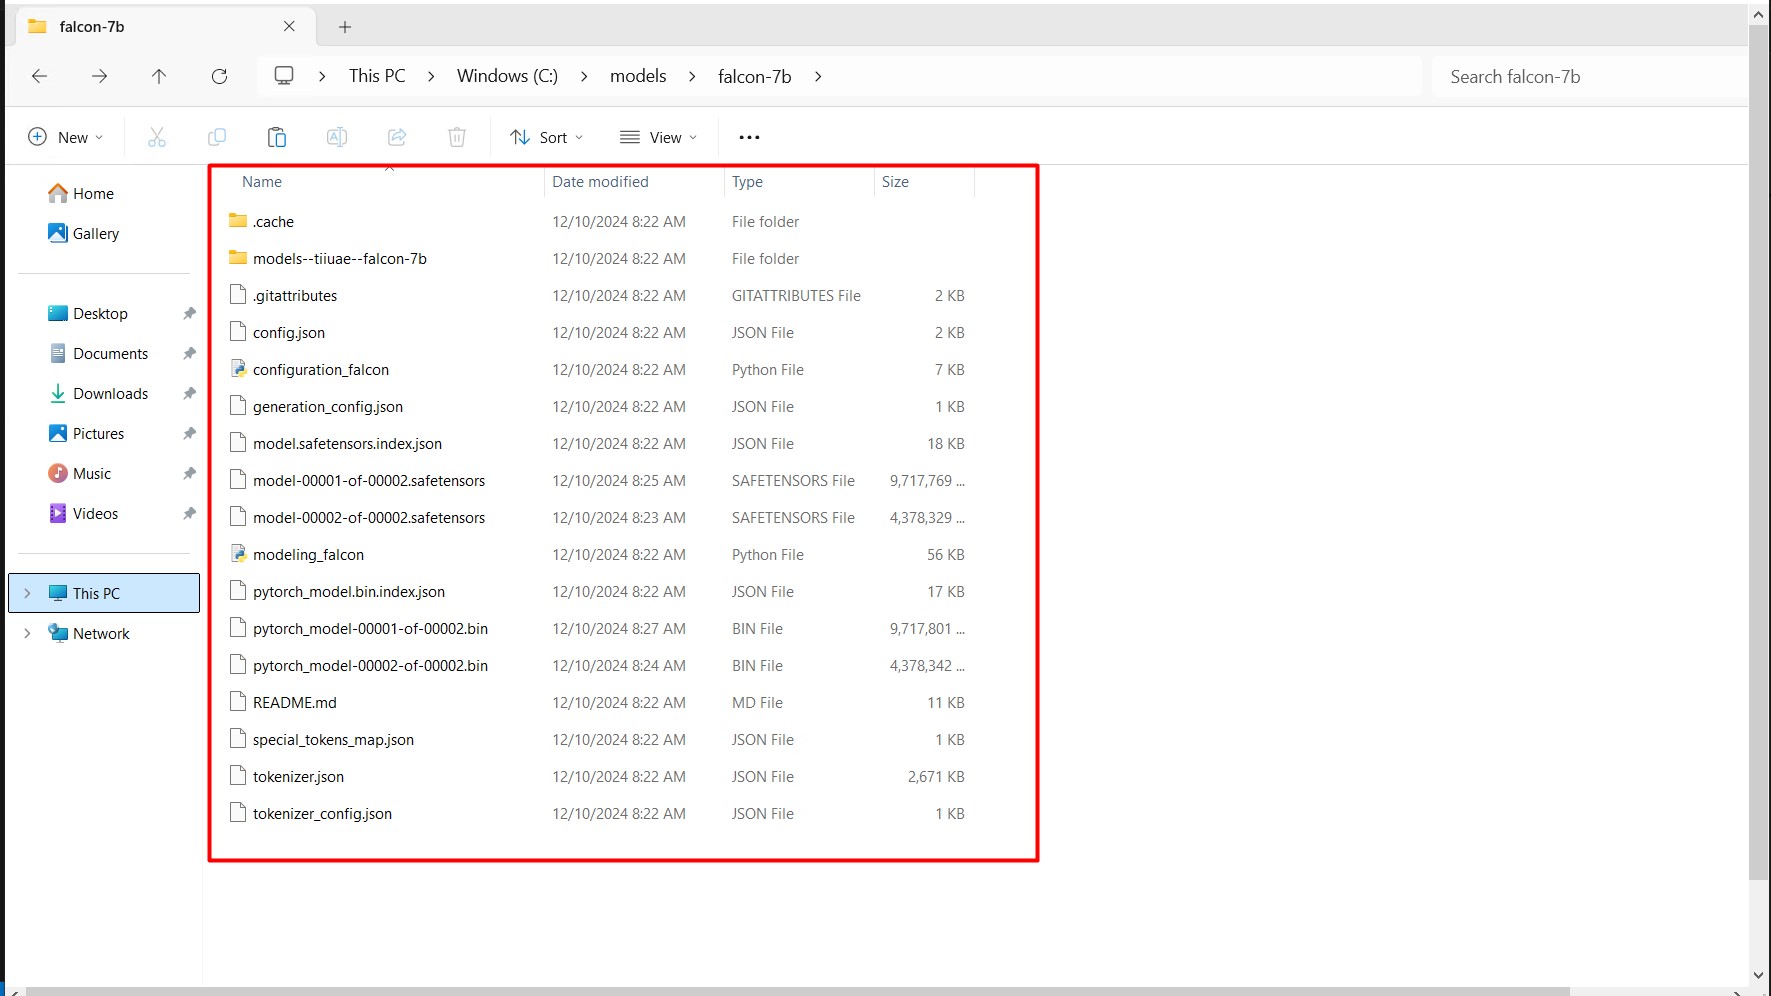 falcon-7b
This PC > Windows (C:) > models > falcon-7b >
Search falcon-7b
New Sort View
Name Date modified Type Size
Home
Gallery
Desktop
Documents
Downloads
Pictures
Music
Videos
This PC
Network
.cache 12/10/2024 8:22 AM File folder
models--tiiuae--falcon-7b 12/10/2024 8:22 AM File folder
.gitattributes 12/10/2024 8:22 AM GITATTRIBUTES File 2 KB
config.json 12/10/2024 8:22 AM JSON File 2 KB
configuration_falcon 12/10/2024 8:22 AM Python File 7 KB
generation_config.json 12/10/2024 8:22 AM JSON File 1 KB
model.safetensors.index.json 12/10/2024 8:22 AM JSON File 18 KB
model-00001-of-00002.safetensors 12/10/2024 8:25 AM SAFETENSORS File 9,717,769 ...
model-00002-of-00002.safetensors 12/10/2024 8:23 AM SAFETENSORS File 4,378,329 ...
modeling_falcon 12/10/2024 8:22 AM Python File 56 KB
pytorch_model.bin.index.json 12/10/2024 8:22 AM JSON File 17 KB
pytorch_model-00001-of-00002.bin 12/10/2024 8:27 AM BIN File 9,717,801 ...
pytorch_model-00002-of-00002.bin 12/10/2024 8:24 AM BIN File 4,378,342 ...
README.md 12/10/2024 8:22 AM MD File 11 KB
special_tokens_map.json 12/10/2024 8:22 AM JSON File 1 KB
tokenizer.json 12/10/2024 8:22 AM JSON File 2,671 KB
tokenizer_config.json 12/10/2024 8:22 AM JSON File 1 KB